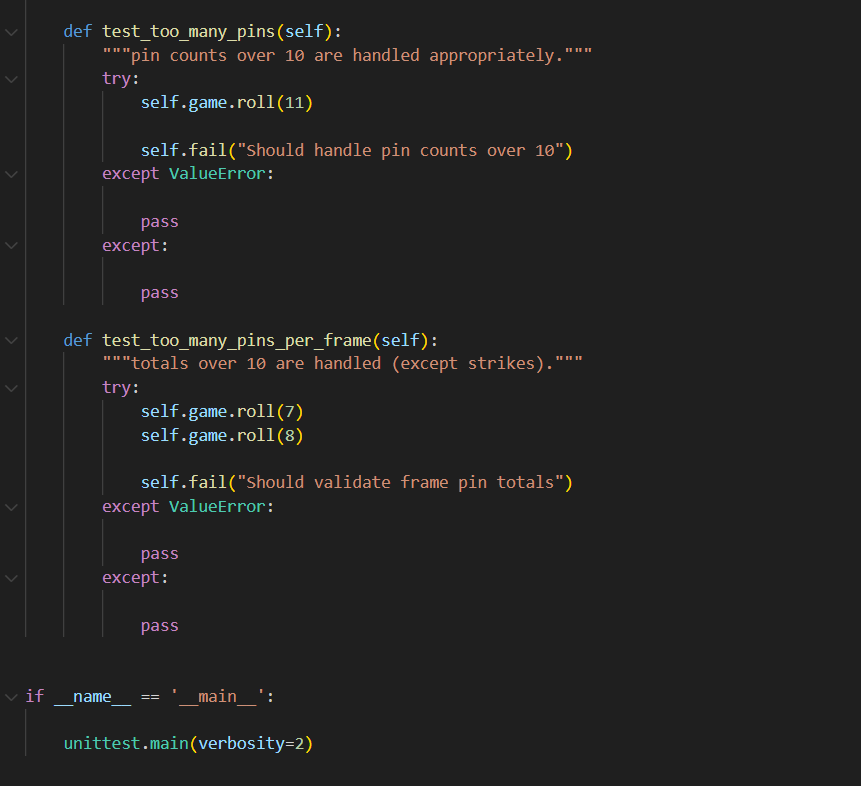 def test_too_many_pins(self):
"""pin counts over 10 are handled appropriately."""
try:
self.game.roll(11)
self.fail("Should handle pin counts over 10")
except ValueError:
pass
except:
pass
def test_too_many_pins_per_frame(self):
"""totals over 10 are handled (except strikes)."""
try:
self.game.roll(7)
self.game.roll(8)
self.fail("Should validate frame pin totals")
except ValueError:
pass
except:
pass
if __name__ == '__main__':
unittest.main(verbosity=2)